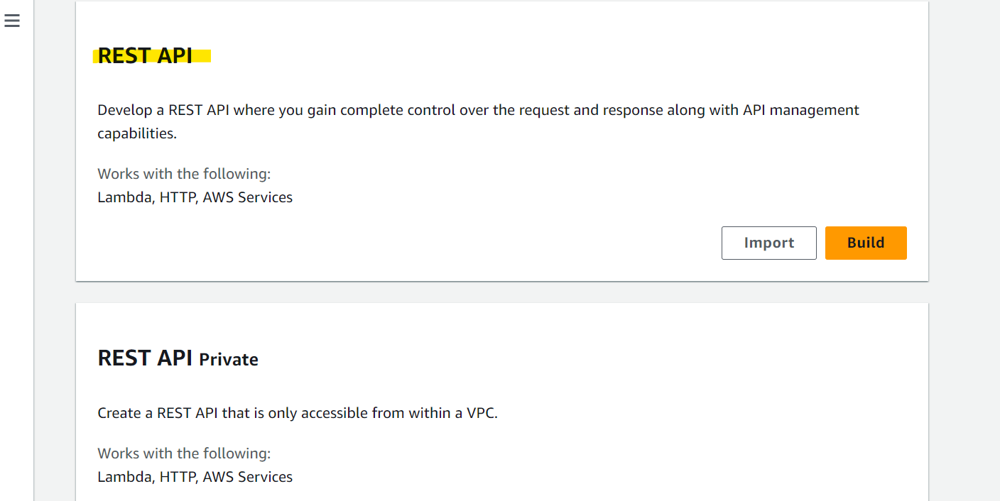 REST API
Develop a REST API where you gain complete control over the request and response along with API management
capabilities.
Works with the following:
Lambda, HTTP, AWS Services
Import Build
REST API Private
Create a REST API that is only accessible from within a VPC.
Works with the following:
Lambda, HTTP, AWS Services